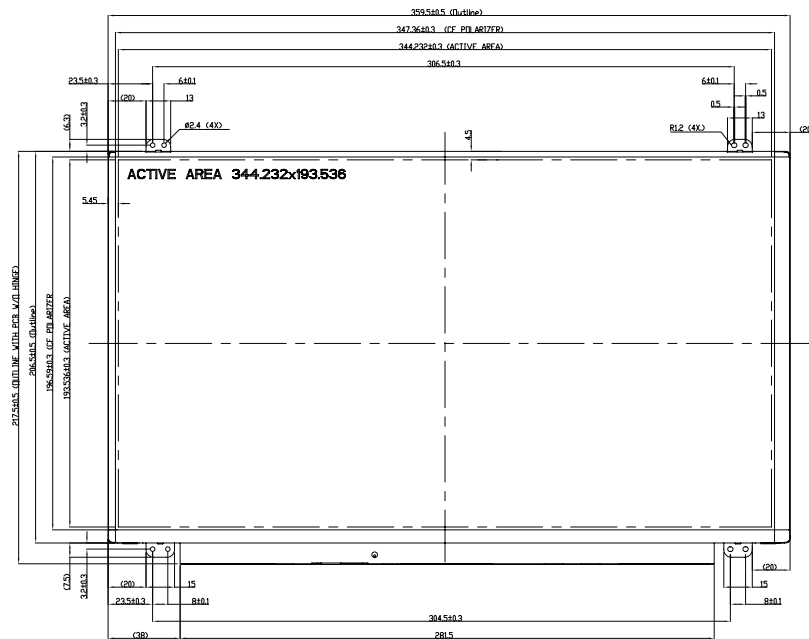 359.5±0.5 (Outline)
347.36±0.3 (CF POLARIZER)
344.232±0.3 (ACTIVE AREA)
306.5±0.3
23.5±0.3
6±0.1
6±0.1
(20)
13
0.5
0.5
13
(6.3)
3.2±0.3
ø2.4 (4X)
4.5
R1.2 (4X)
(20
ACTIVE AREA 344.232x193.536
5.45
217.5±0.5 (OUTLINE WITH PCB W/O HINGE)
206.5±0.5 (Outline)
196.59±0.3 (CF POLARIZER
193.536±0.3 (ACTIVE AREA)
(7.5)
3.2±0.3
(20)
15
(20)
15
23.5±0.3
8±0.1
304.5±0.3
8±0.1
(38)
281.5